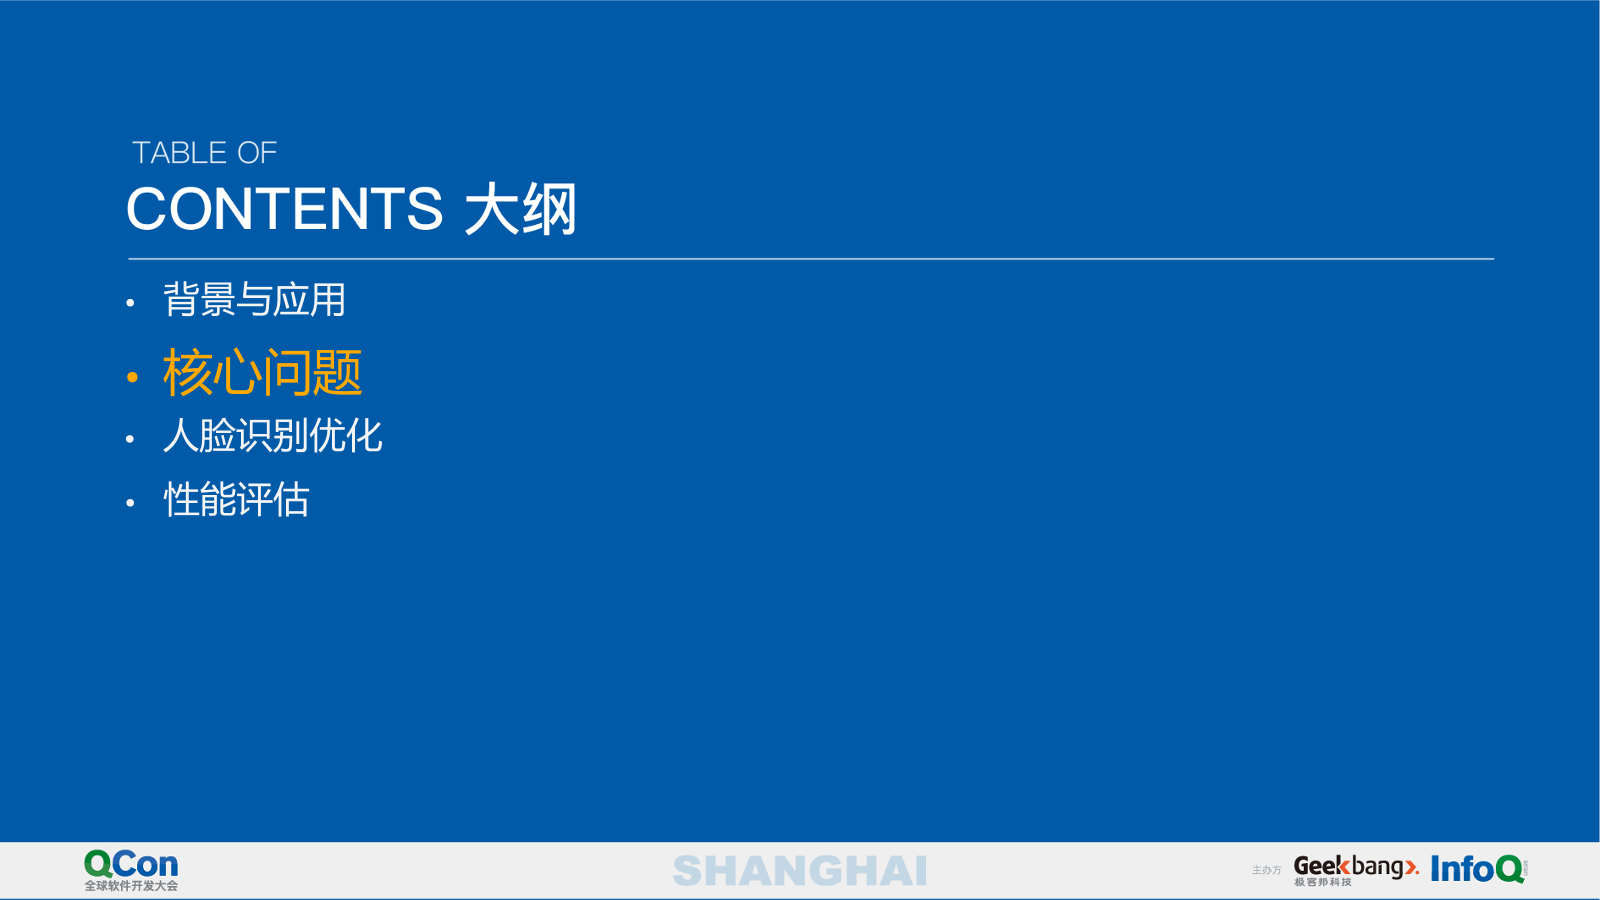 TABLE OF
CONTENTS 大纲
• 背景与应用
• 核心问题
• 人脸识别优化
• 性能评估
QCon
全球软件开发大会
SHANGHAI
主办方
Geekbang
极客邦科技
InfoQ